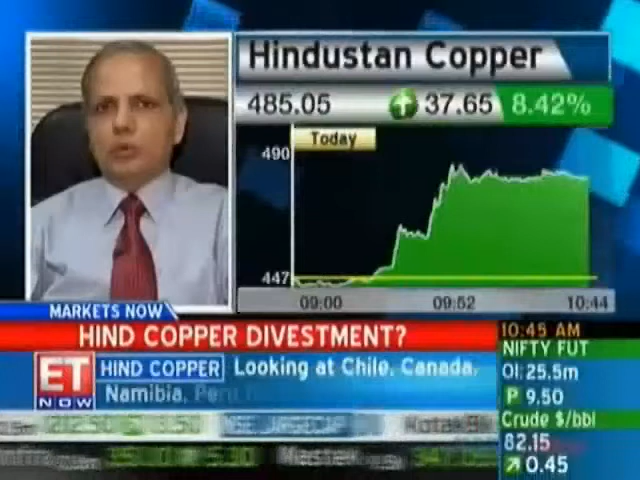 Hindustan Copper
485.05 37.65 8.42%
Today
490
447
09:00 09:52 10:44
MARKETS NOW
HIND COPPER DIVESTMENT?
ET NOW
HIND COPPER Looking at Chile, Canada,
Namibia, Peru
10:45 AM
NIFTY FUT
OI:25.5m
P 9.50
Crude $/bbl
82.15
0.45